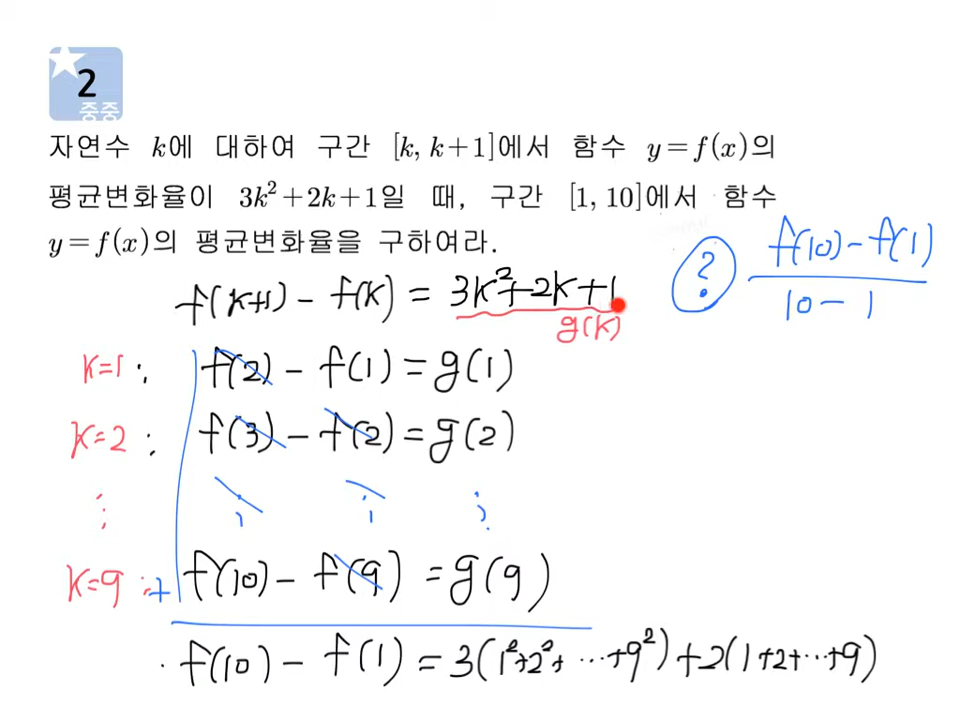 2
중중
자연수 k에 대하여 구간 [k, k+1]에서 함수 y=f(x)의
평균변화율이 3k²+2k+1일 때, 구간 [1, 10]에서 함수
y=f(x)의 평균변화율을 구하여라.
? f(10)-f(1)
10-1
f(k+1) - f(k) = 3k²+2k+1
g(k)
k=1 : f(2) - f(1) = g(1)
k=2 : f(3) - f(2) = g(2)
⋮ ⋮ ⋮ ⋮
k=9 : + f(10) - f(9) = g(9)
f(10) - f(1) = 3(1²+2²+ ⋯ +9²) + 2(1+2+⋯+9)